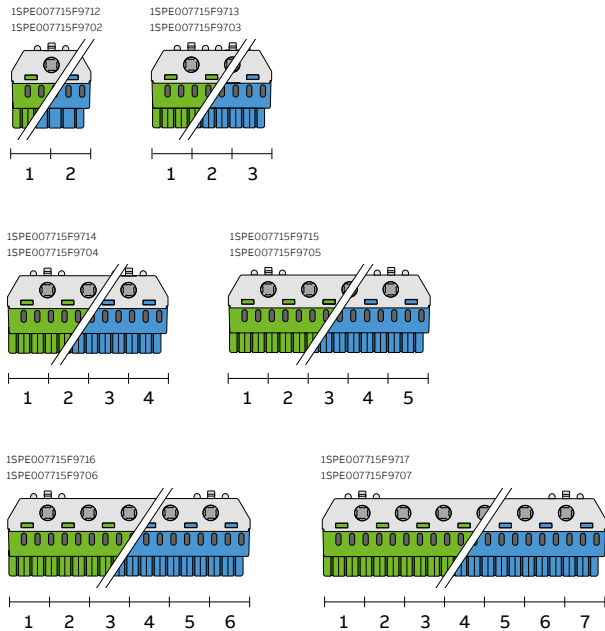 1SPE007715F9712
1SPE007715F9702
1 2
1SPE007715F9713
1SPE007715F9703
1 2 3
1SPE007715F9714
1SPE007715F9704
1 2 3 4
1SPE007715F9715
1SPE007715F9705
1 2 3 4 5
1SPE007715F9716
1SPE007715F9706
1 2 3 4 5 6
1SPE007715F9717
1SPE007715F9707
1 2 3 4 5 6 7